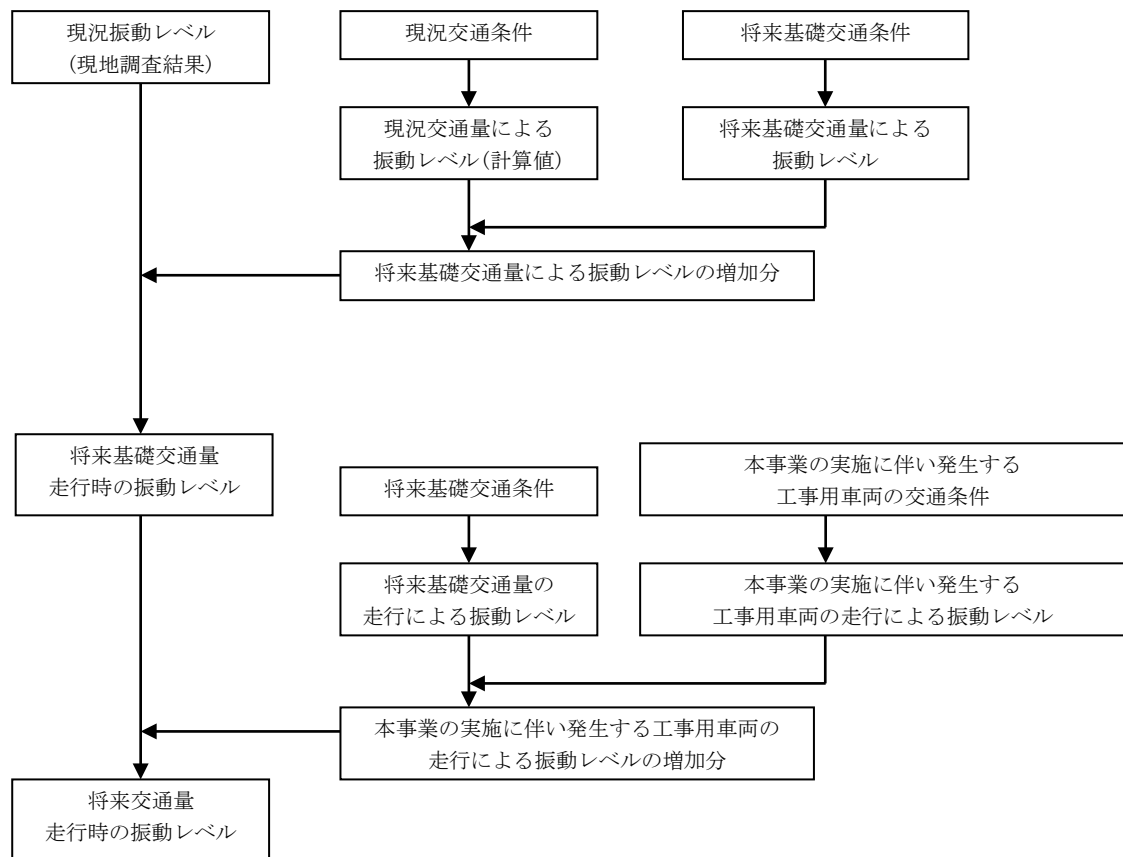 現況振動レベル
(現地調査結果)
現況交通条件
将来基礎交通条件
現況交通量による
振動レベル(計算値)
将来基礎交通量による
振動レベル
将来基礎交通量による振動レベルの増加分
将来基礎交通量
走行時の振動レベル
将来基礎交通条件
本事業の実施に伴い発生する
工事用車両の交通条件
将来基礎交通量の
走行による振動レベル
本事業の実施に伴い発生する
工事用車両の走行による振動レベル
本事業の実施に伴い発生する工事用車両の
走行による振動レベルの増加分
将来交通量
走行時の振動レベル